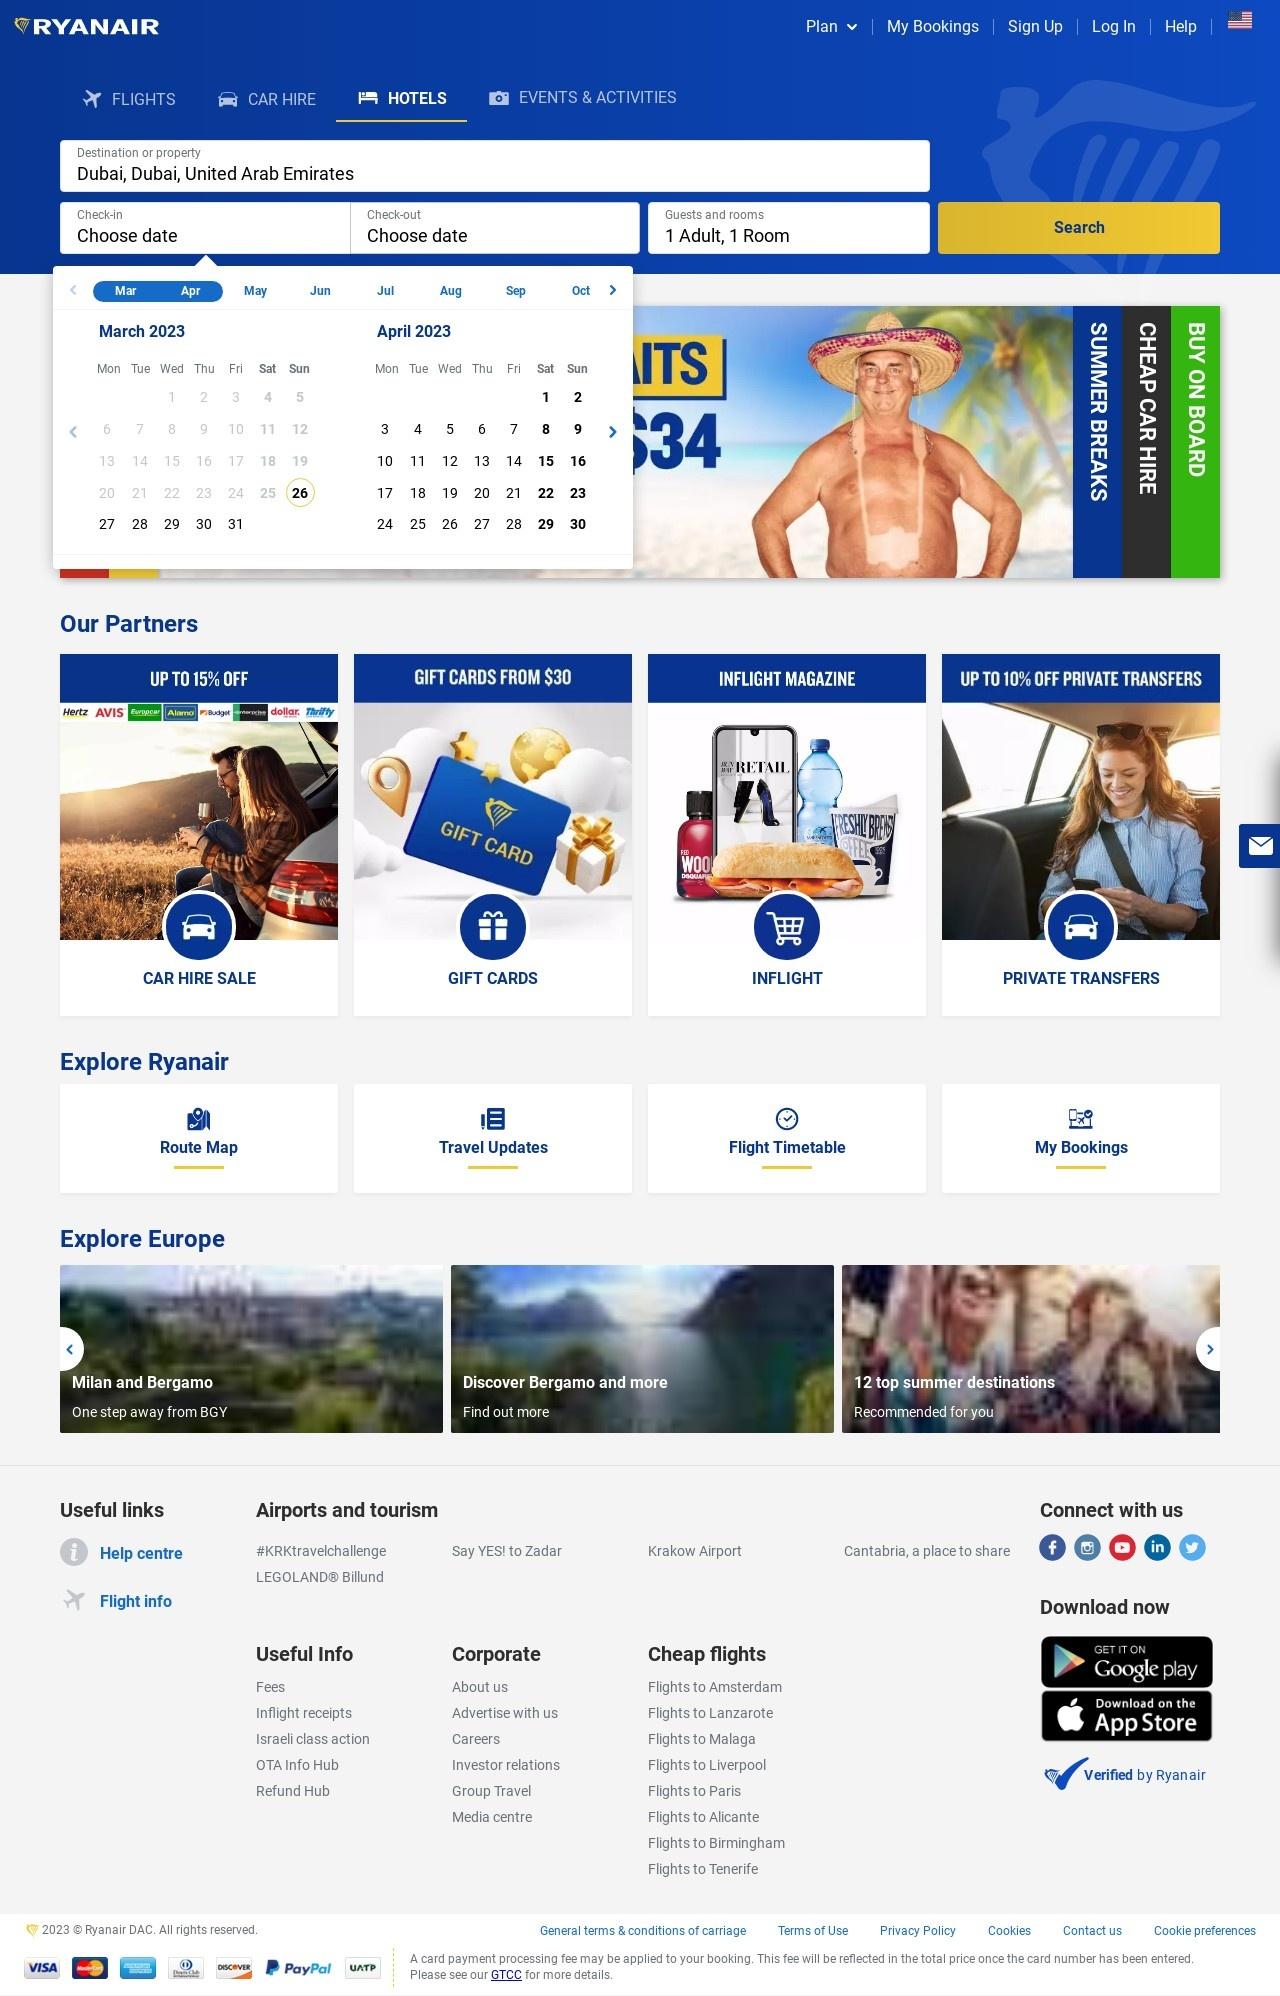 RYANAIR
Plan
My Bookings
Sign Up
Log In
Help
FLIGHTS
CAR HIRE
HOTELS
EVENTS & ACTIVITIES
Destination or property
Dubai, Dubai, United Arab Emirates
Check-in
Choose date
Check-out
Choose date
Guests and rooms
1 Adult, 1 Room
Search
Mar Apr May Jun Jul Aug Sep Oct
March 2023
Mon Tue Wed Thu Fri Sat Sun
1 2 3 4 5
6 7 8 9 10 11 12
13 14 15 16 17 18 19
20 21 22 23 24 25 26
27 28 29 30 31
April 2023
Mon Tue Wed Thu Fri Sat Sun
1 2
3 4 5 6 7 8 9
10 11 12 13 14 15 16
17 18 19 20 21 22 23
24 25 26 27 28 29 30
AITS
$34
SUMMER BREAKS
CHEAP CAR HIRE
BUY ON BOARD
Our Partners
UP TO 15% OFF
Hertz AVIS Europcar Alamo Budget enterprise dollar. Thrifty
CAR HIRE SALE
GIFT CARDS FROM $30
GIFT CARD
GIFT CARDS
INFLIGHT MAGAZINE
RETAIL
RED
WOOD
DSQUARED
FRESHLY BREWED
COFFEE
INFLIGHT
UP TO 10% OFF PRIVATE TRANSFERS
PRIVATE TRANSFERS
Explore Ryanair
Route Map
Travel Updates
Flight Timetable
My Bookings
Explore Europe
Milan and Bergamo
One step away from BGY
Discover Bergamo and more
Find out more
12 top summer destinations
Recommended for you
Useful links
Help centre
Flight info
Airports and tourism
#KRKtravelchallenge
Say YES! to Zadar
Krakow Airport
Cantabria, a place to share
LEGOLAND® Billund
Useful Info
Fees
Inflight receipts
Israeli class action
OTA Info Hub
Refund Hub
Corporate
About us
Advertise with us
Careers
Investor relations
Group Travel
Media centre
Cheap flights
Flights to Amsterdam
Flights to Lanzarote
Flights to Malaga
Flights to Liverpool
Flights to Paris
Flights to Alicante
Flights to Birmingham
Flights to Tenerife
Connect with us
Download now
GET IT ON
Google play
Download on the
App Store
Verified by Ryanair
2023 © Ryanair DAC. All rights reserved.
General terms & conditions of carriage
Terms of Use
Privacy Policy
Cookies
Contact us
Cookie preferences
VISA
MasterCard
Diners Club
DISCOVER
PayPal
UATP
A card payment processing fee may be applied to your booking. This fee will be reflected in the total price once the card number has been entered.
Please see our GTCC for more details.